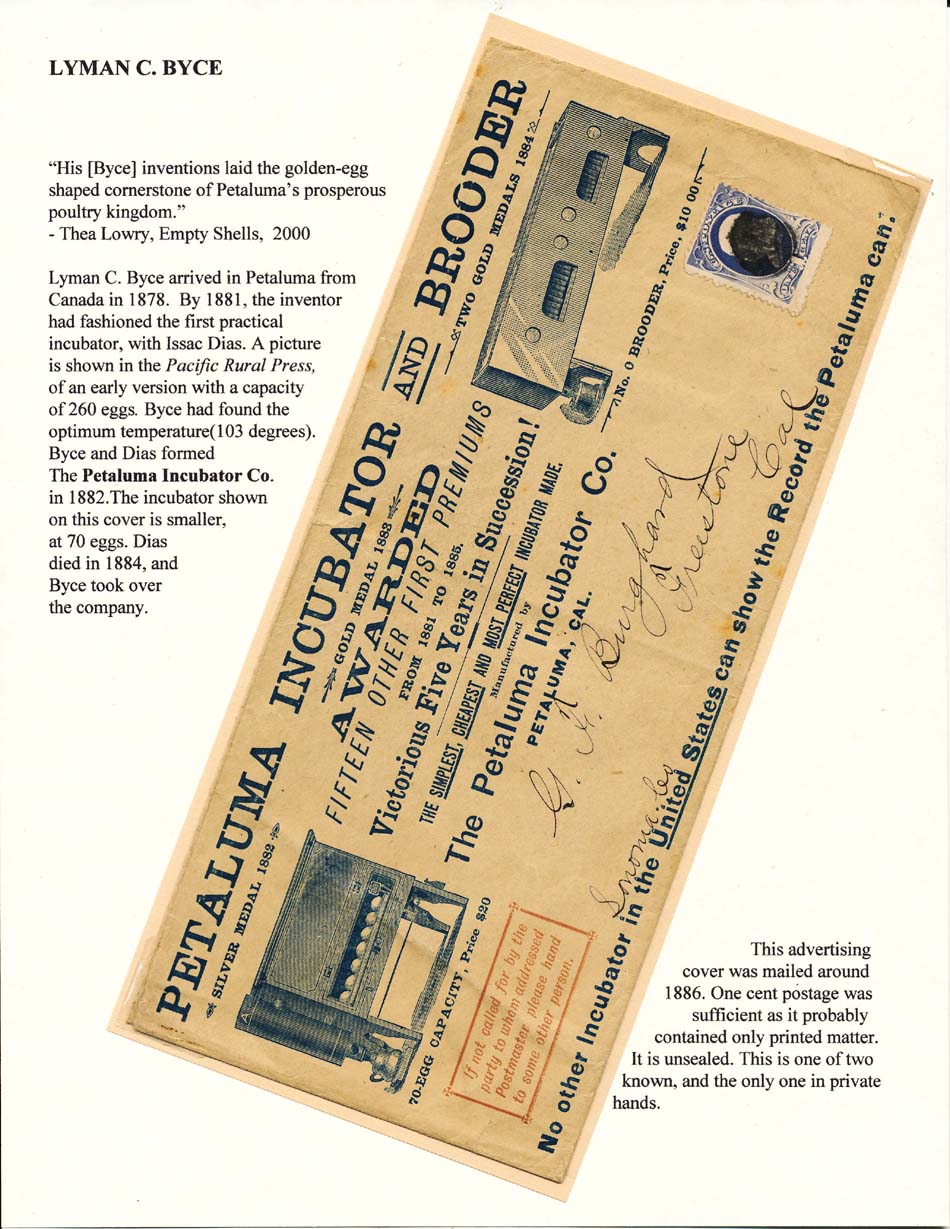 LYMAN C. BYCE
“His [Byce] inventions laid the golden-egg
shaped cornerstone of Petaluma’s prosperous
poultry kingdom.”
- Thea Lowry, Empty Shells, 2000
Lyman C. Byce arrived in Petaluma from
Canada in 1878. By 1881, the inventor
had fashioned the first practical
incubator, with Issac Dias. A picture
is shown in the Pacific Rural Press,
of an early version with a capacity
of 260 eggs. Byce had found the
optimum temperature(103 degrees).
Byce and Dias formed
The Petaluma Incubator Co.
in 1882.The incubator shown
on this cover is smaller,
at 70 eggs. Dias
died in 1884, and
Byce took over
the company.
PETALUMA INCUBATOR AND BROODER
SILVER MEDAL 1882
GOLD MEDAL 1883
TWO GOLD MEDALS 1884
AWARDED
FIFTEEN OTHER FIRST PREMIUMS
FROM 1881 TO 1885.
Victorious Five Years in Succession!
THE SIMPLEST, CHEAPEST AND MOST PERFECT INCUBATOR MADE.
Manufactured by
The Petaluma Incubator Co.
PETALUMA, CAL.
70-EGG CAPACITY, Price $20
No. 0 BROODER, Price, $10 00
U.S. POSTAGE
ONE CENT
G. N. Burghard
Freestone
Cal
Sonoma Co
If not called for by the
party to whom addressed
Postmaster please hand
to some other person.
No other Incubator in the United States can show the Record the Petaluma can.
This advertising
cover was mailed around
1886. One cent postage was
sufficient as it probably
contained only printed matter.
It is unsealed. This is one of two
known, and the only one in private
hands.